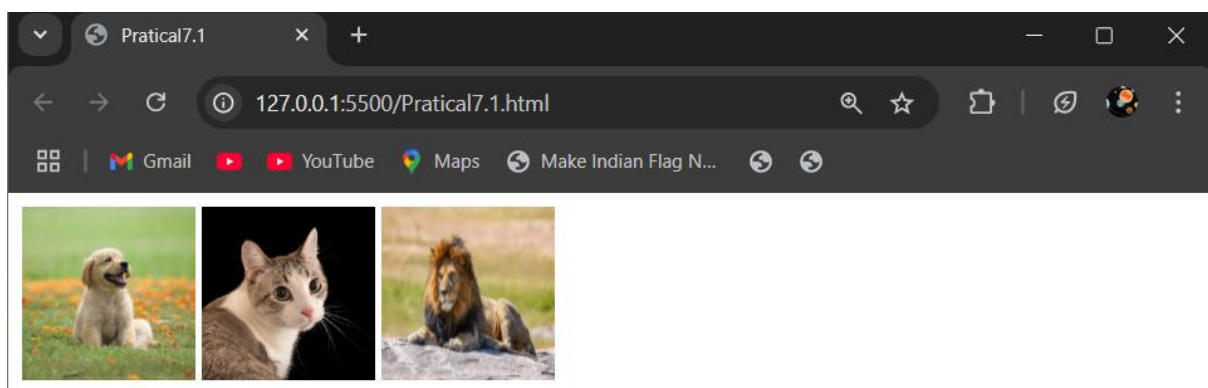 Pratical7.1
127.0.0.1:5500/Pratical7.1.html
Gmail YouTube Maps Make Indian Flag N...